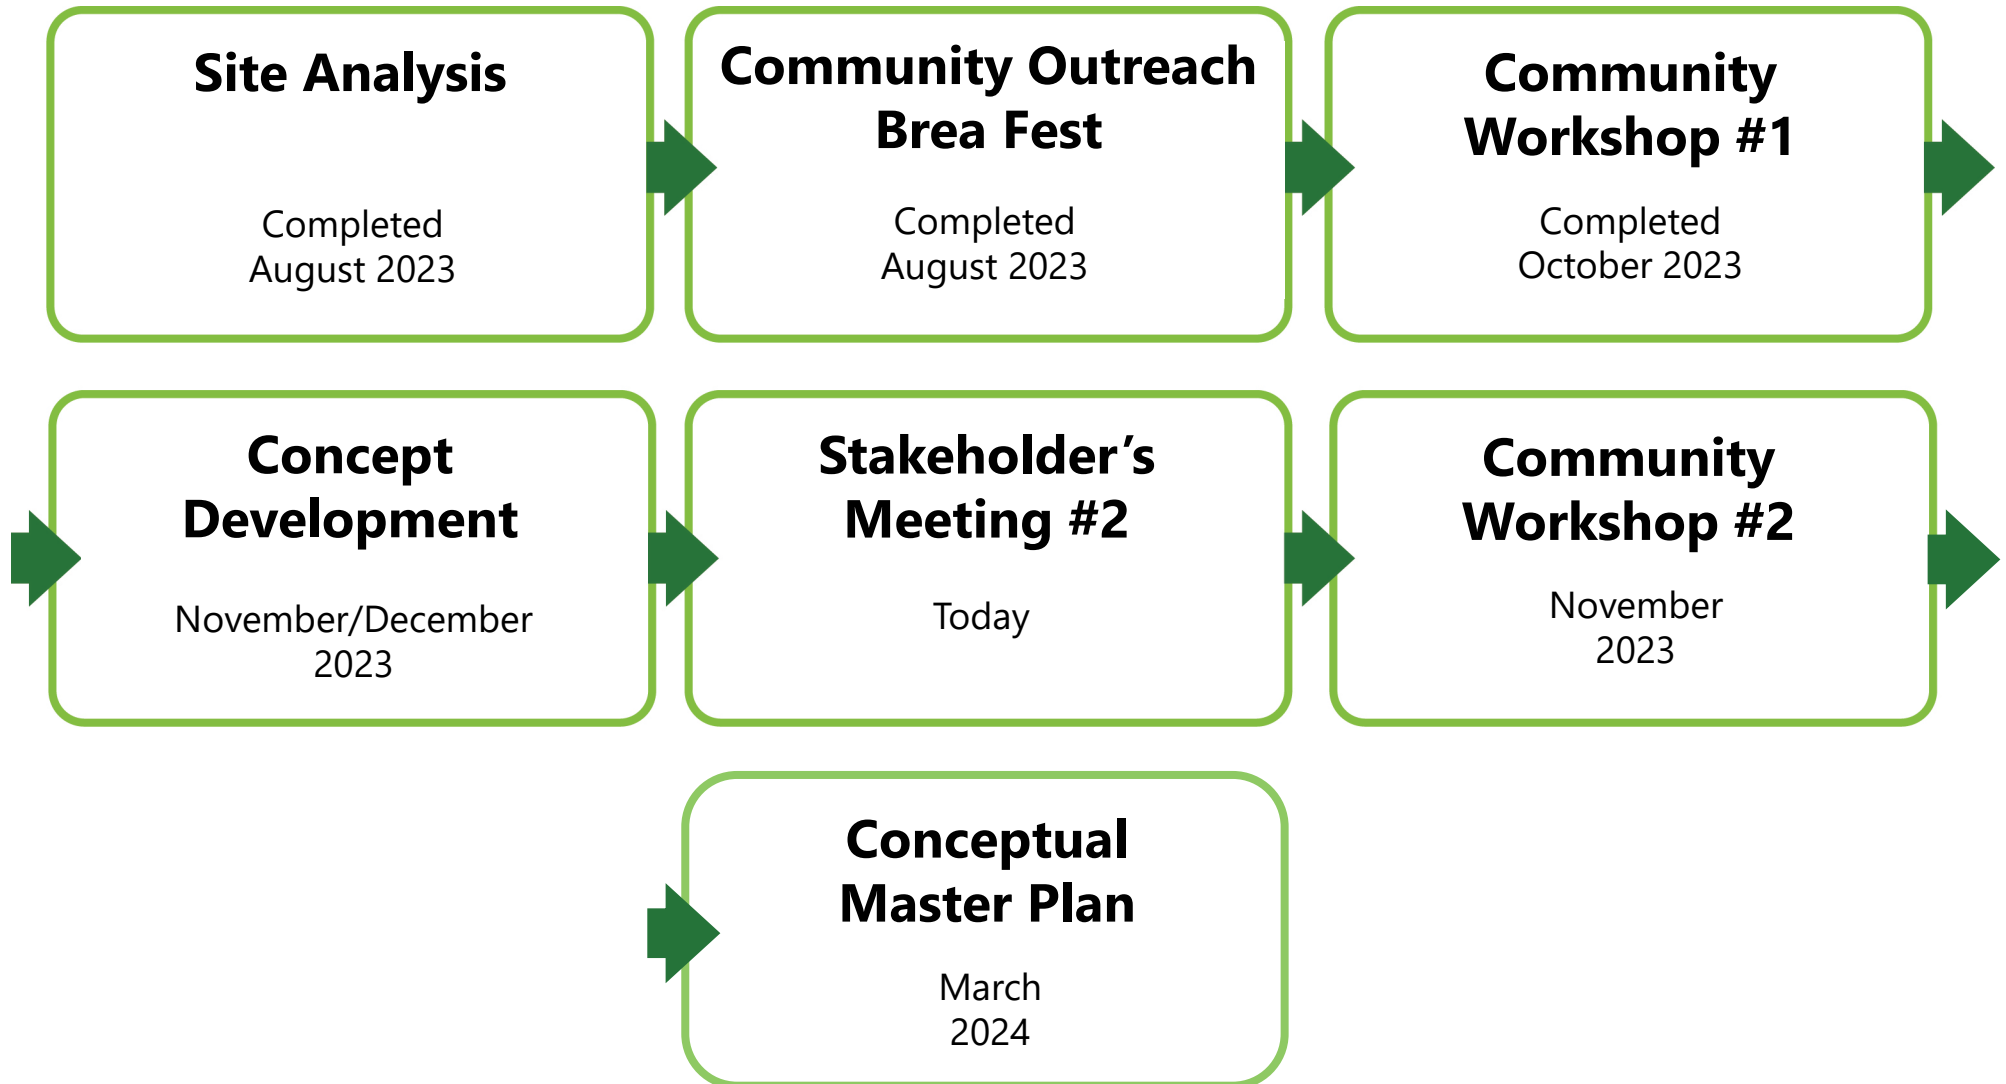 Site Analysis
Completed
August 2023
Community Outreach
Brea Fest
Completed
August 2023
Community
Workshop #1
Completed
October 2023
Concept
Development
November/December
2023
Stakeholder’s
Meeting #2
Today
Community
Workshop #2
November
2023
Conceptual
Master Plan
March
2024